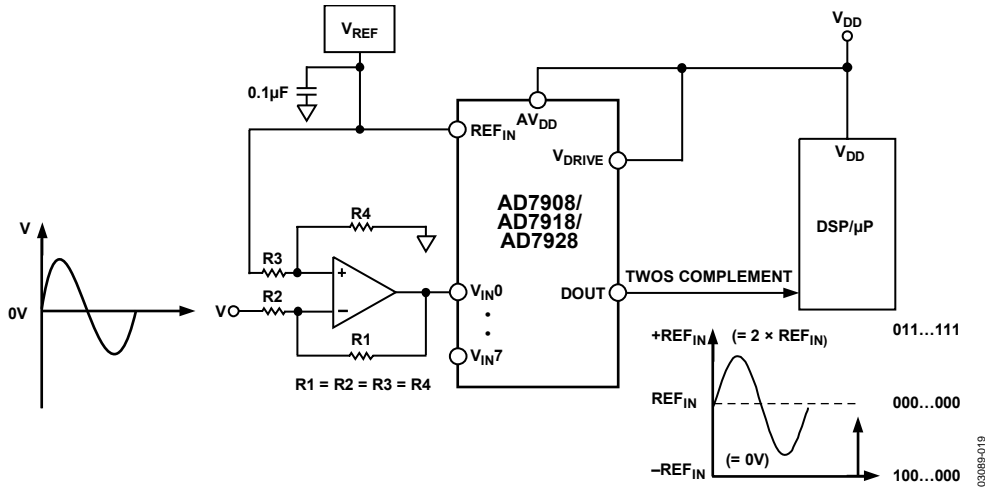 VREF
VDD
0.1µF
AVDD
REFIN
VDRIVE
VDD
AD7908/
AD7918/
AD7928
DSP/µP
R4
V
R3
TWOS COMPLEMENT
0V
V
R2
VIN0
DOUT
R1
VIN7
R1 = R2 = R3 = R4
+REFIN
(= 2 × REFIN)
011…111
REFIN
000…000
(= 0V)
–REFIN
100…000
03089-019
+
–